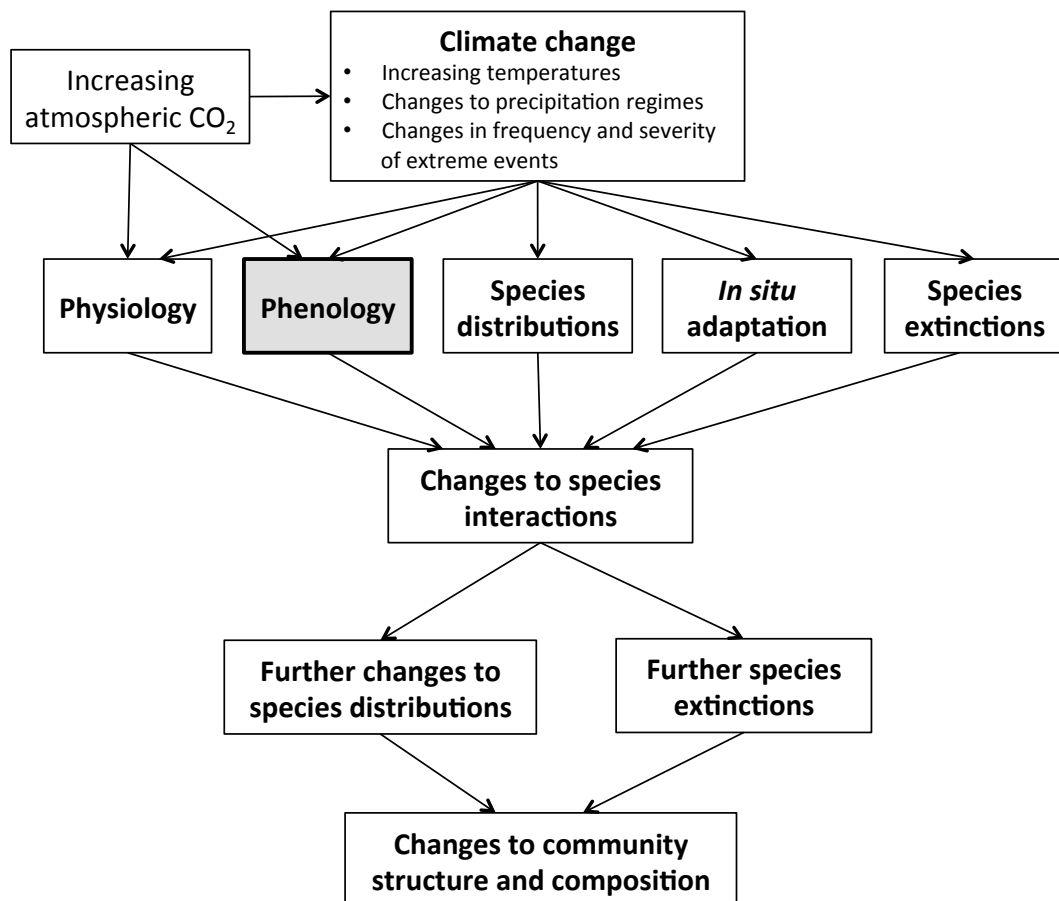 Climate change
• Increasing temperatures
• Changes to precipitation regimes
• Changes in frequency and severity
of extreme events
Increasing
atmospheric CO₂
Physiology
Phenology
Species
distributions
In situ
adaptation
Species
extinctions
Changes to species
interactions
Further changes to
species distributions
Further species
extinctions
Changes to community
structure and composition